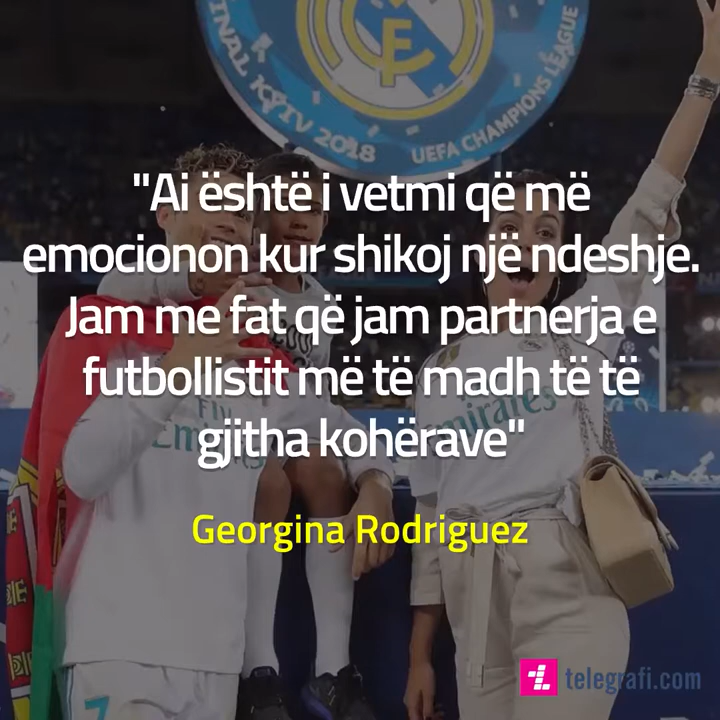 FINAL KYIV 2018
UEFA CHAMPIONS LEAGUE
"Ai është i vetmi që më
emocionon kur shikoj një ndeshje.
Jam me fat që jam partnerja e
futbollistit më të madh të të
gjitha kohërave"
Georgina Rodriguez
telegrafi.com
7